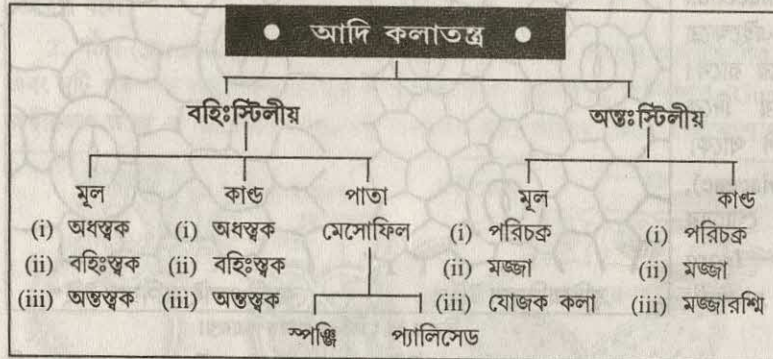 ● আদি কলাতন্ত্র ●
বহিঃস্টিলীয় অন্তঃস্টিলীয়
মূল কাণ্ড পাতা মূল কাণ্ড
(i) অধস্ত্বক (i) অধস্ত্বক মেসোফিল (i) পরিচক্র (i) পরিচক্র
(ii) বহিঃস্ত্বক (ii) বহিঃস্ত্বক (ii) মজ্জা (ii) মজ্জা
(iii) অন্তস্ত্বক (iii) অন্তস্ত্বক (iii) যোজক কলা (iii) মজ্জারশ্মি
স্পঞ্জি প্যালিসেড